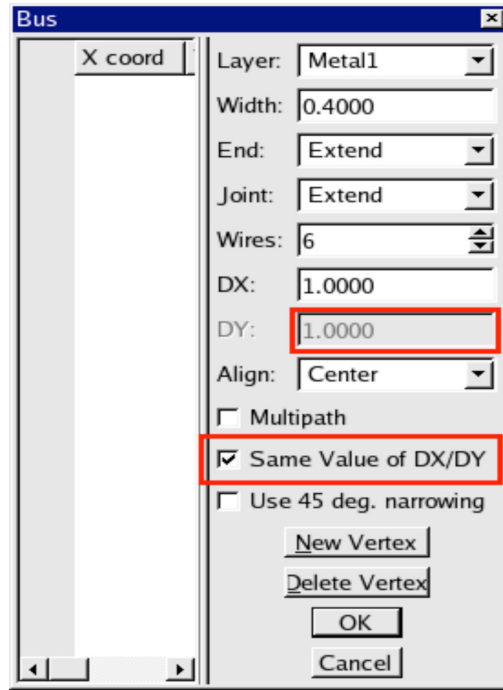 Bus
X coord
Layer: Metal1
Width: 0.4000
End: Extend
Joint: Extend
Wires: 6
DX: 1.0000
DY: 1.0000
Align: Center
Multipath
Same Value of DX/DY
Use 45 deg. narrowing
New Vertex
Delete Vertex
OK
Cancel